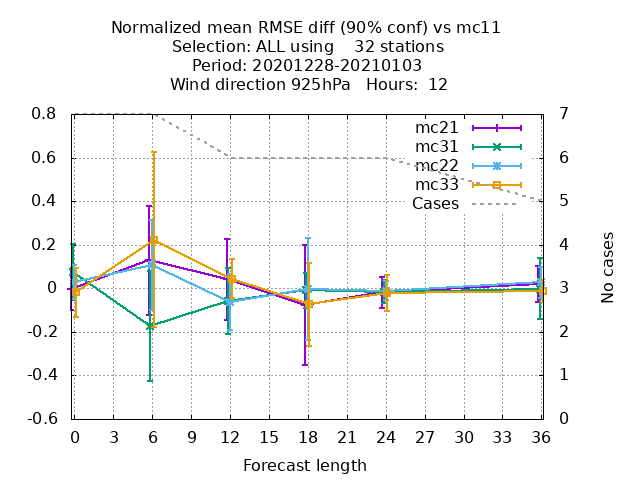 Normalized mean RMSE diff (90% conf) vs mc11
Selection: ALL using    32 stations
Period: 20201228-20210103
Wind direction 925hPa   Hours:  12
0.8
0.6
0.4
0.2
0
-0.2
-0.4
-0.6
7
6
5
4
3
2
1
0
mc21
mc31
mc22
mc33
Cases
No cases
0 3 6 9 12 15 18 21 24 27 30 33 36
Forecast length